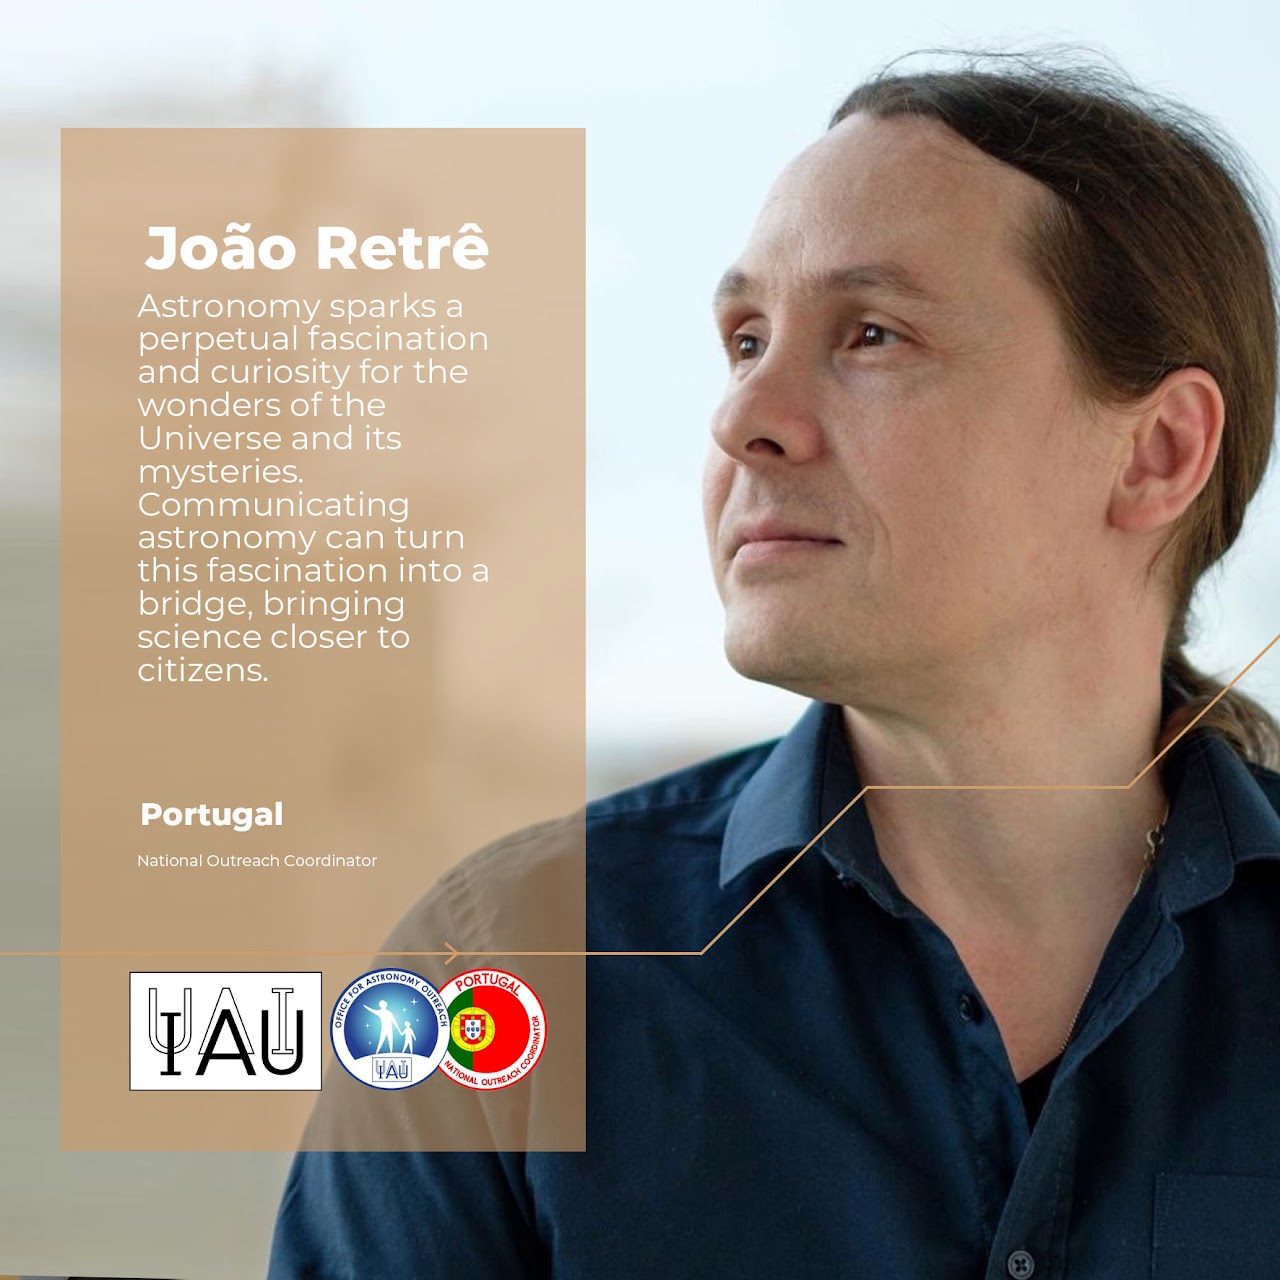 João Retrê
Astronomy sparks a
perpetual fascination
and curiosity for the
wonders of the
Universe and its
mysteries.
Communicating
astronomy can turn
this fascination into a
bridge, bringing
science closer to
citizens.
Portugal
National Outreach Coordinator
UAI
IAU
OFFICE FOR ASTRONOMY OUTREACH
UAI
IAU
PORTUGAL
NATIONAL OUTREACH COORDINATOR